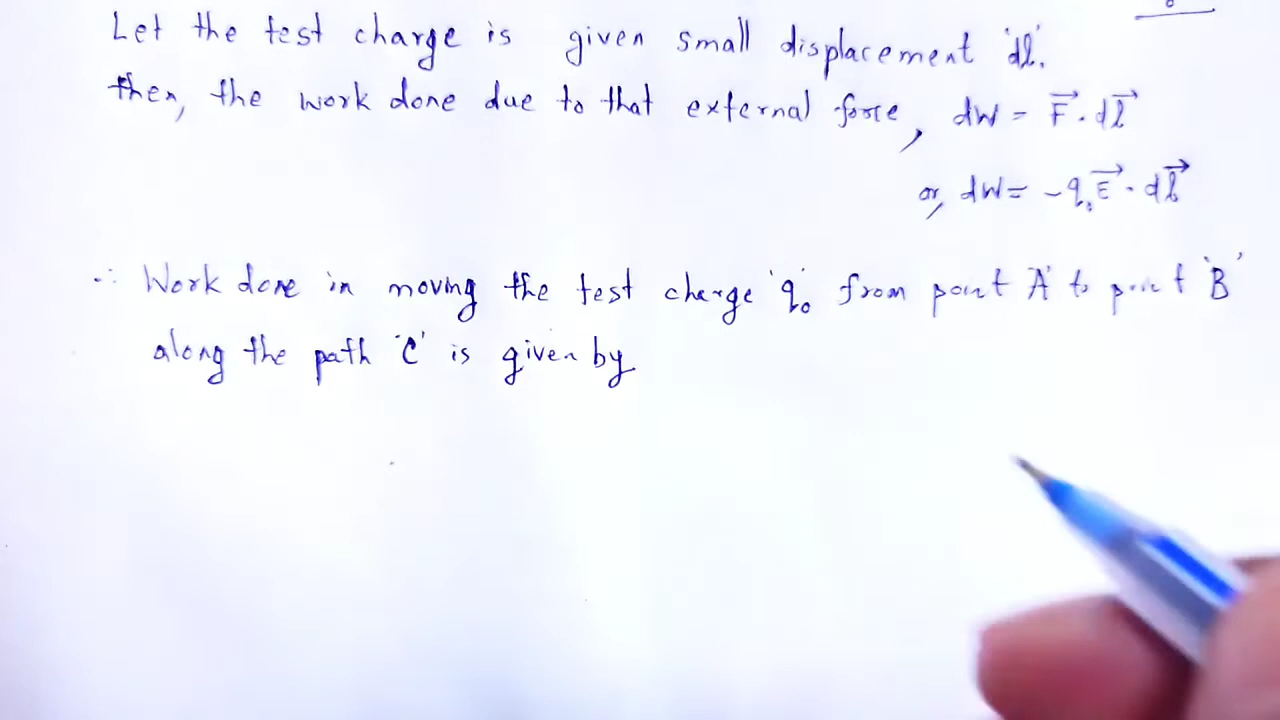 Let the test charge is given small displacement 'dl'.
then, the work done due to that external force, dW = F⃗ . dl⃗
or, dW = -q₀E⃗ . dl⃗
∴ Work done in moving the test charge 'q₀' from point 'A' to point 'B'
along the path 'C' is given by